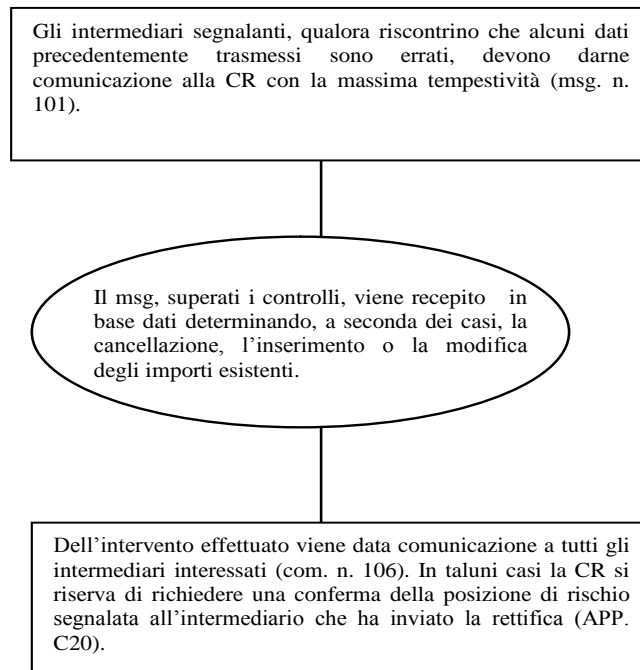 Gli intermediari segnalanti, qualora riscontrino che alcuni dati
precedentemente trasmessi sono errati, devono darne
comunicazione alla CR con la massima tempestività (msg. n.
101).
Il msg, superati i controlli, viene recepito in
base dati determinando, a seconda dei casi, la
cancellazione, l’inserimento o la modifica
degli importi esistenti.
Dell’intervento effettuato viene data comunicazione a tutti gli
intermediari interessati (com. n. 106). In taluni casi la CR si
riserva di richiedere una conferma della posizione di rischio
segnalata all’intermediario che ha inviato la rettifica (APP.
C20).